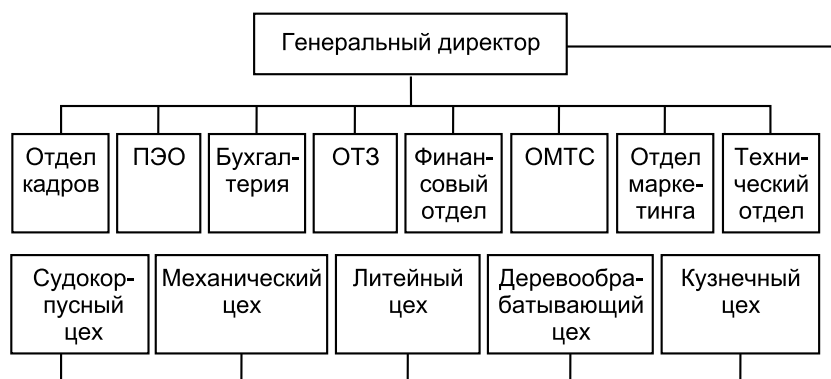 Генеральный директор
Отдел
кадров
ПЭО
Бухгал-
терия
ОТЗ
Финан-
совый
отдел
ОМТС
Отдел
марке-
тинга
Техни-
ческий
отдел
Судокор-
пусный
цех
Механический
цех
Литейный
цех
Деревообра-
батывающий
цех
Кузнечный
цех